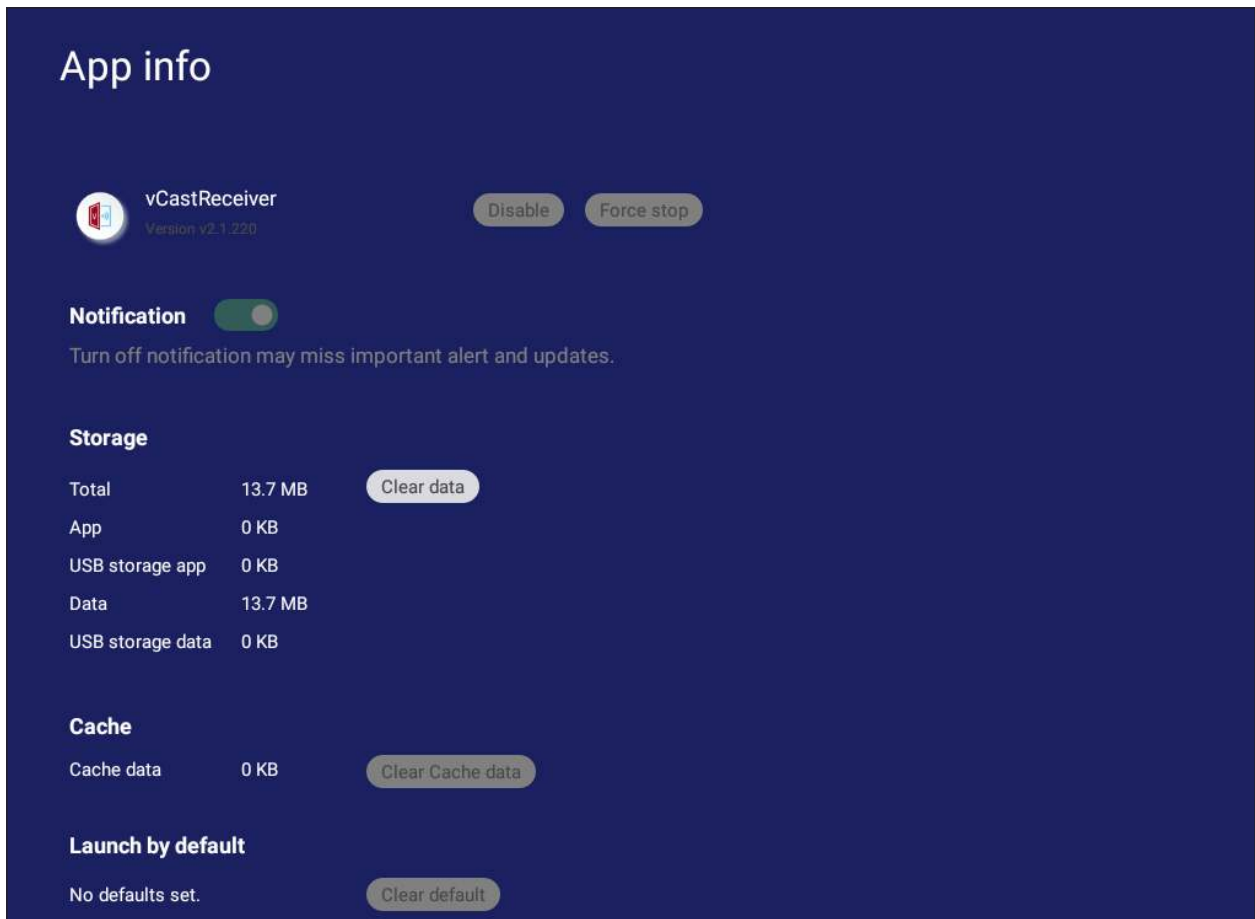 App info
vCastReceiver
Disable
Force stop
Version v2.1.220
Notification
Turn off notification may miss important alert and updates.
Storage
Total 13.7 MB Clear data
App 0 KB
USB storage app 0 KB
Data 13.7 MB
USB storage data 0 KB
Cache
Cache data 0 KB Clear Cache data
Launch by default
No defaults set. Clear default